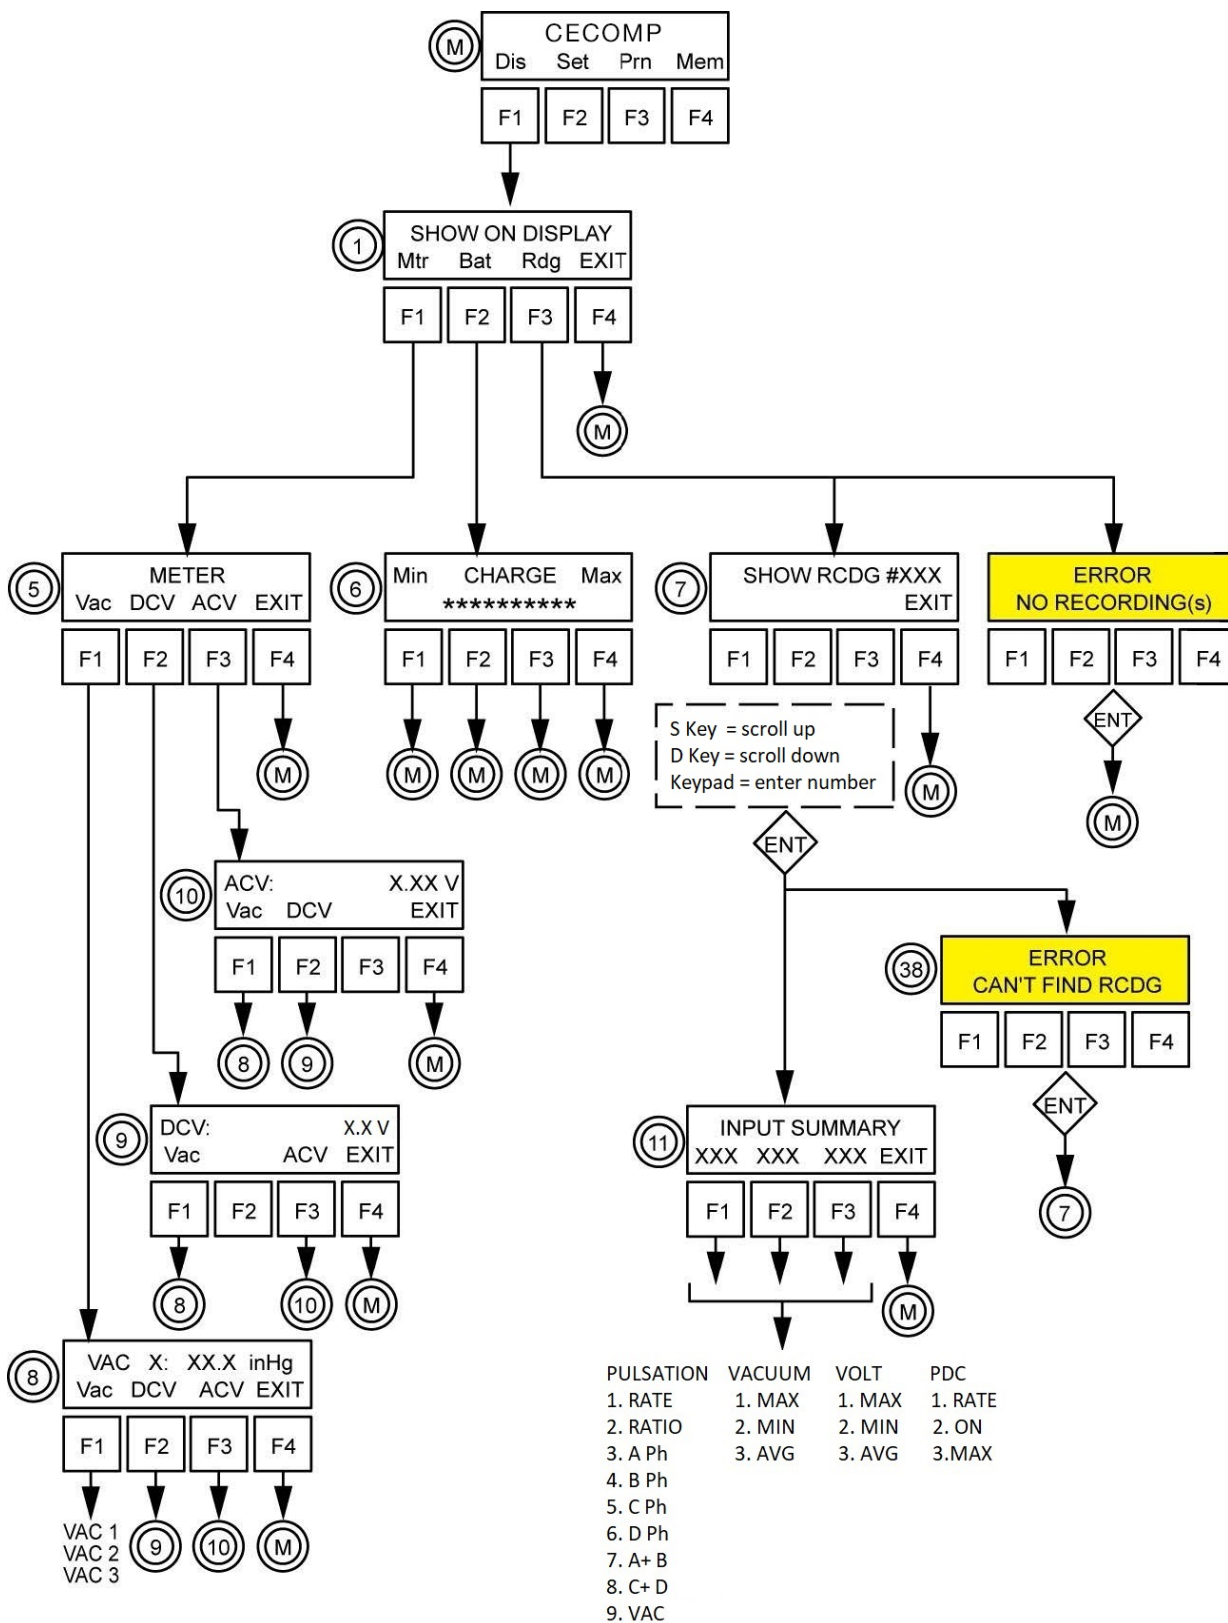 M
CECOMP
Dis Set Prn Mem
F1 F2 F3 F4
1
SHOW ON DISPLAY
Mtr Bat Rdg EXIT
F1 F2 F3 F4
M
5
METER
Vac DCV ACV EXIT
F1 F2 F3 F4
M
6
Min CHARGE Max
**********
F1 F2 F3 F4
M M M M
7
SHOW RCDG #XXX
EXIT
F1 F2 F3 F4
S Key = scroll up
D Key = scroll down
Keypad = enter number
M
ENT
ERROR
NO RECORDING(s)
F1 F2 F3 F4
ENT
M
10
ACV: X.XX V
Vac DCV EXIT
F1 F2 F3 F4
8 9 M
38
ERROR
CAN'T FIND RCDG
F1 F2 F3 F4
ENT
7
9
DCV: X.X V
Vac ACV EXIT
F1 F2 F3 F4
8 10 M
11
INPUT SUMMARY
XXX XXX XXX EXIT
F1 F2 F3 F4
M
8
VAC X: XX.X inHg
Vac DCV ACV EXIT
F1 F2 F3 F4
VAC 1
VAC 2
VAC 3
9 10 M
PULSATION
1. RATE
2. RATIO
3. A Ph
4. B Ph
5. C Ph
6. D Ph
7. A+ B
8. C+ D
9. VAC
VACUUM
1. MAX
2. MIN
3. AVG
VOLT
1. MAX
2. MIN
3. AVG
PDC
1. RATE
2. ON
3.MAX